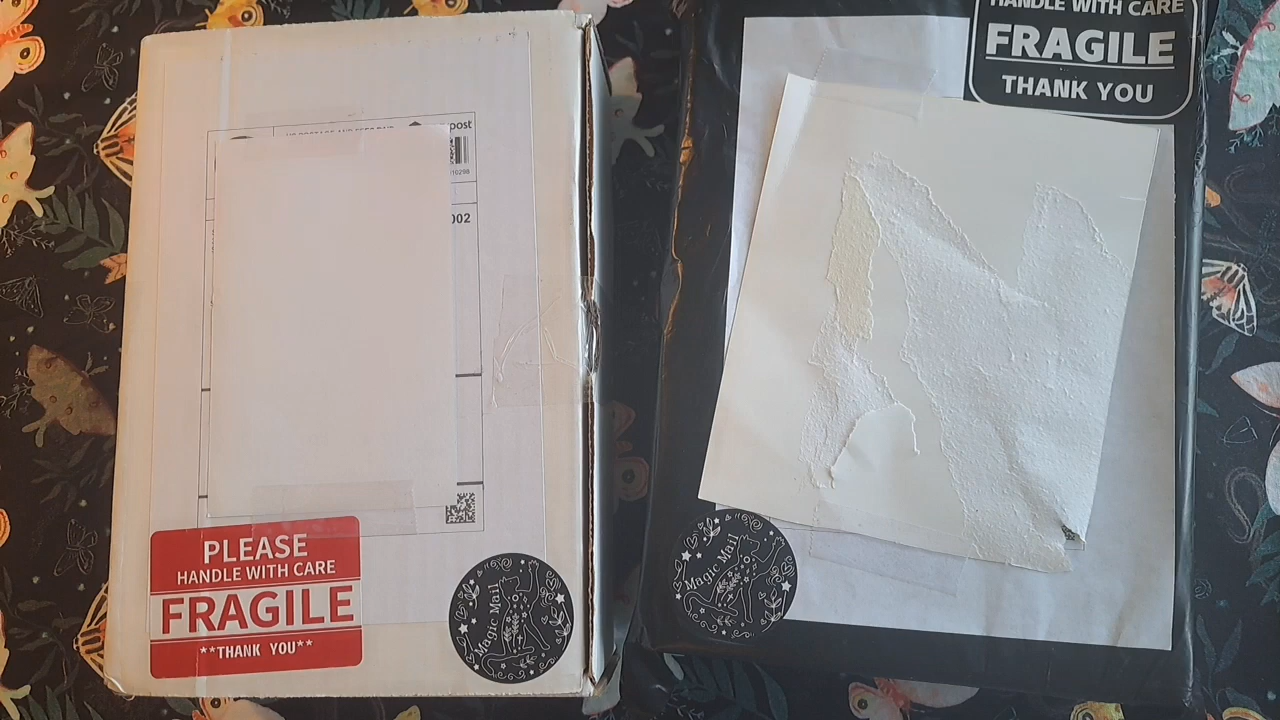 post
002
PLEASE
HANDLE WITH CARE
FRAGILE
**THANK YOU**
Magic Mail
HANDLE WITH CARE
FRAGILE
THANK YOU
Magic Mail